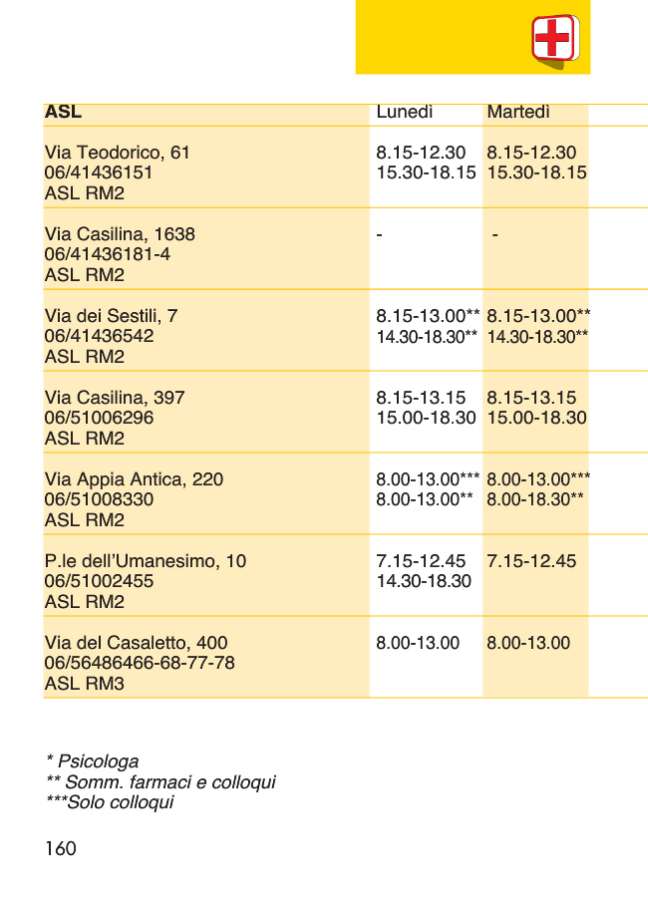 ASL Lunedì Martedì
Via Teodorico, 61 8.15-12.30 8.15-12.30
06/41436151 15.30-18.15 15.30-18.15
ASL RM2
Via Casilina, 1638 - -
06/41436181-4
ASL RM2
Via dei Sestili, 7 8.15-13.00** 8.15-13.00**
06/41436542 14.30-18.30** 14.30-18.30**
ASL RM2
Via Casilina, 397 8.15-13.15 8.15-13.15
06/51006296 15.00-18.30 15.00-18.30
ASL RM2
Via Appia Antica, 220 8.00-13.00*** 8.00-13.00***
06/51008330 8.00-13.00** 8.00-18.30**
ASL RM2
P.le dell'Umanesimo, 10 7.15-12.45 7.15-12.45
06/51002455 14.30-18.30
ASL RM2
Via del Casaletto, 400 8.00-13.00 8.00-13.00
06/56486466-68-77-78
ASL RM3
* Psicologa
** Somm. farmaci e colloqui
***Solo colloqui
160